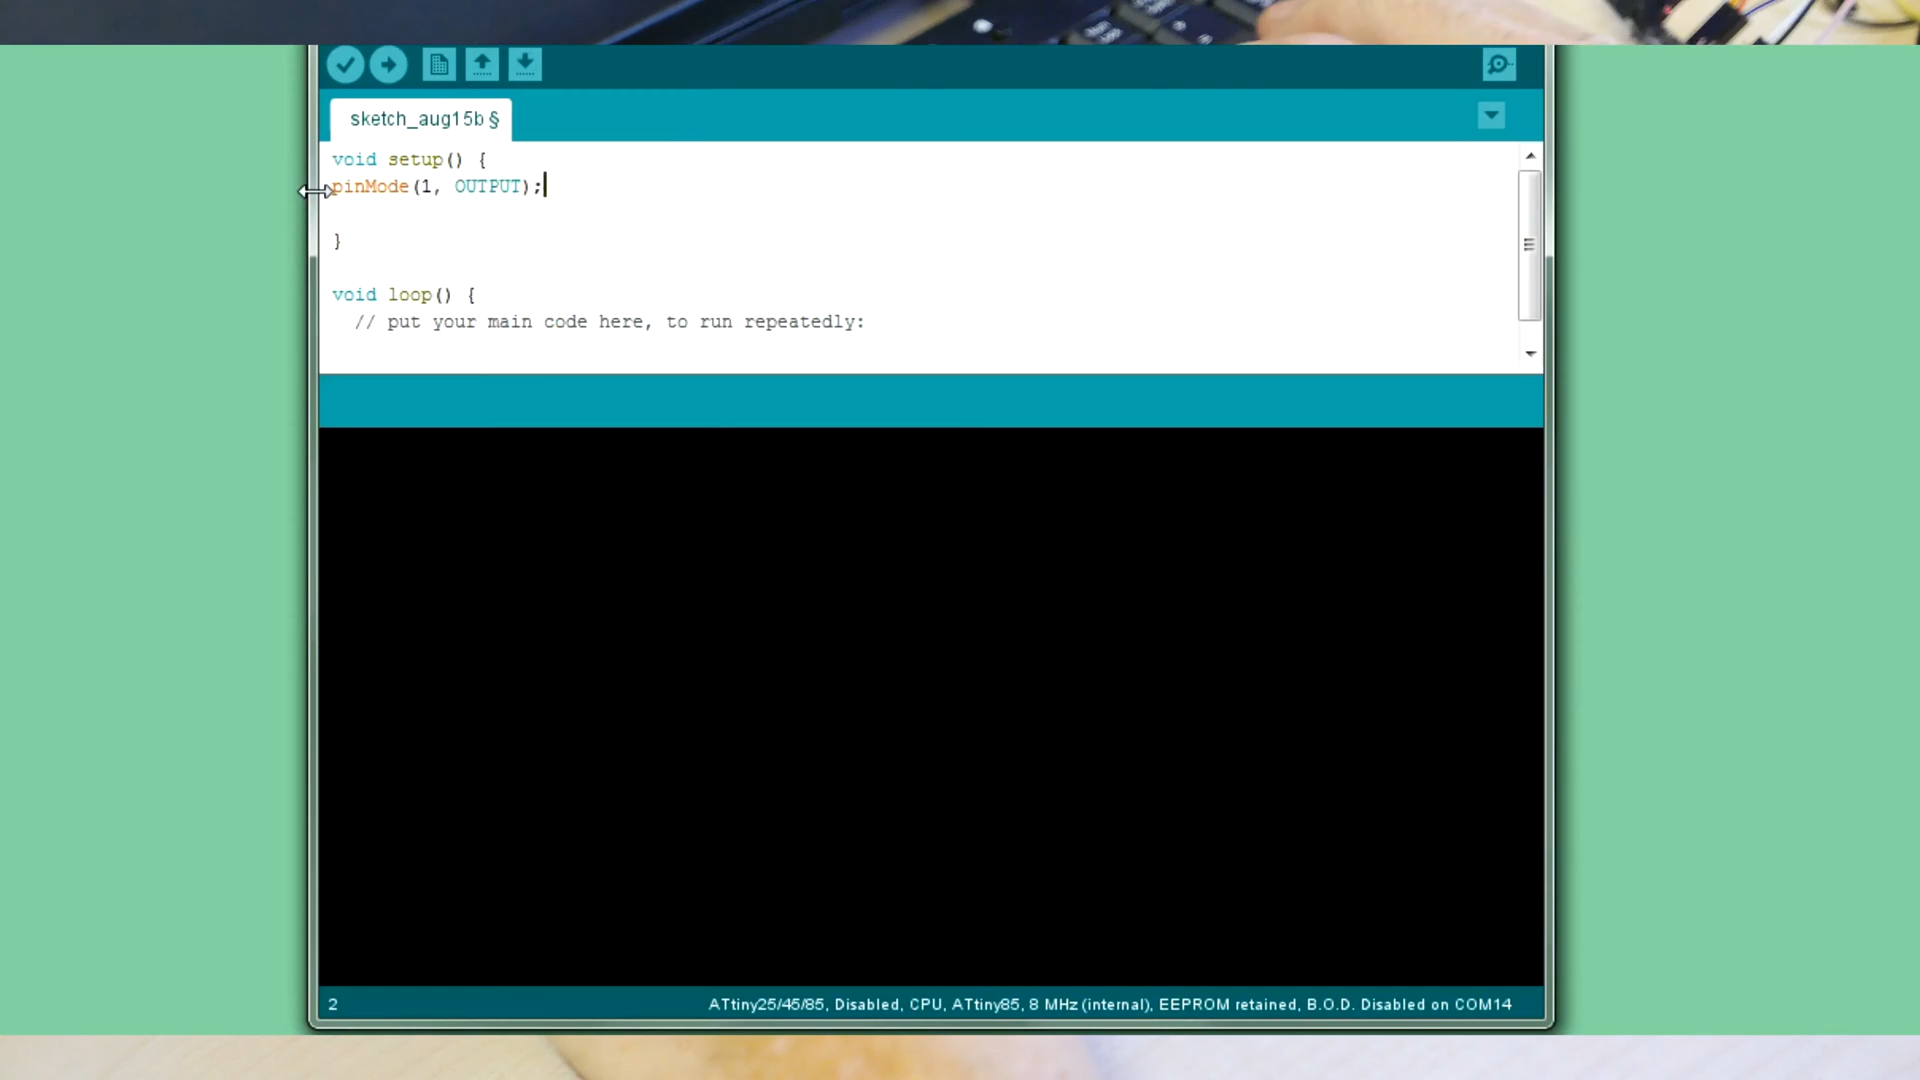 sketch_aug15b §
void setup() {
pinMode(1, OUTPUT);
}
void loop() {
// put your main code here, to run repeatedly:
2
ATtiny25/45/85, Disabled, CPU, ATtiny85, 8 MHz (internal), EEPROM retained, B.O.D. Disabled on COM14